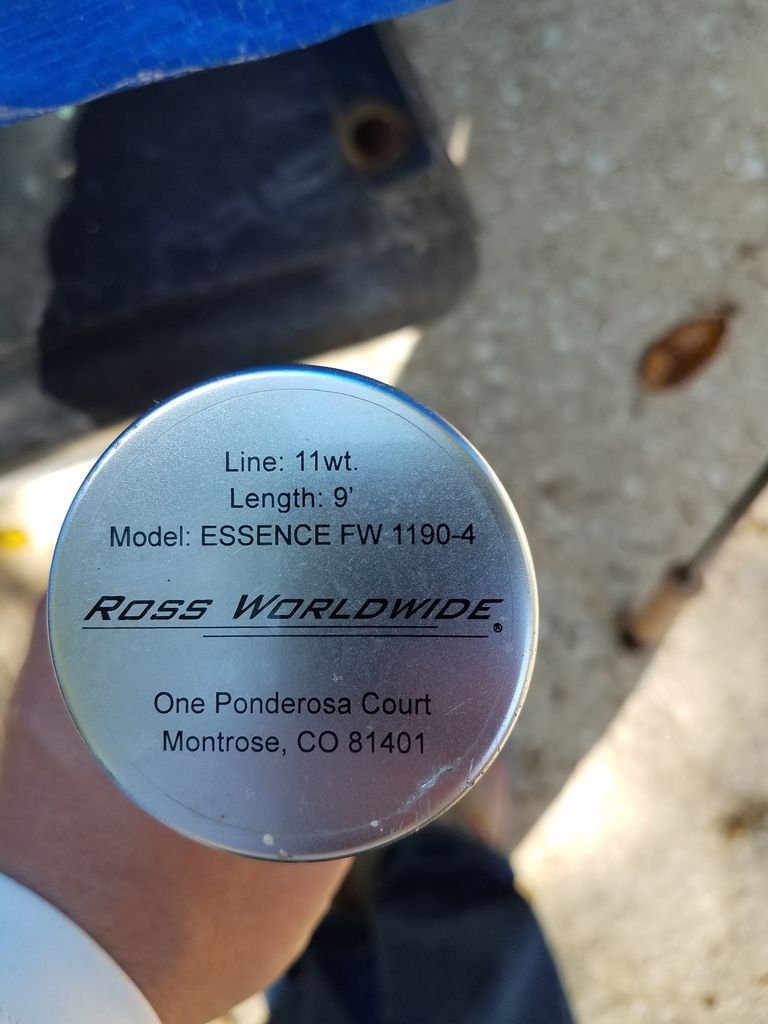 Line: 11wt.
Length: 9'
Model: ESSENCE FW 1190-4
ROSS WORLDWIDE®
One Ponderosa Court
Montrose, CO 81401